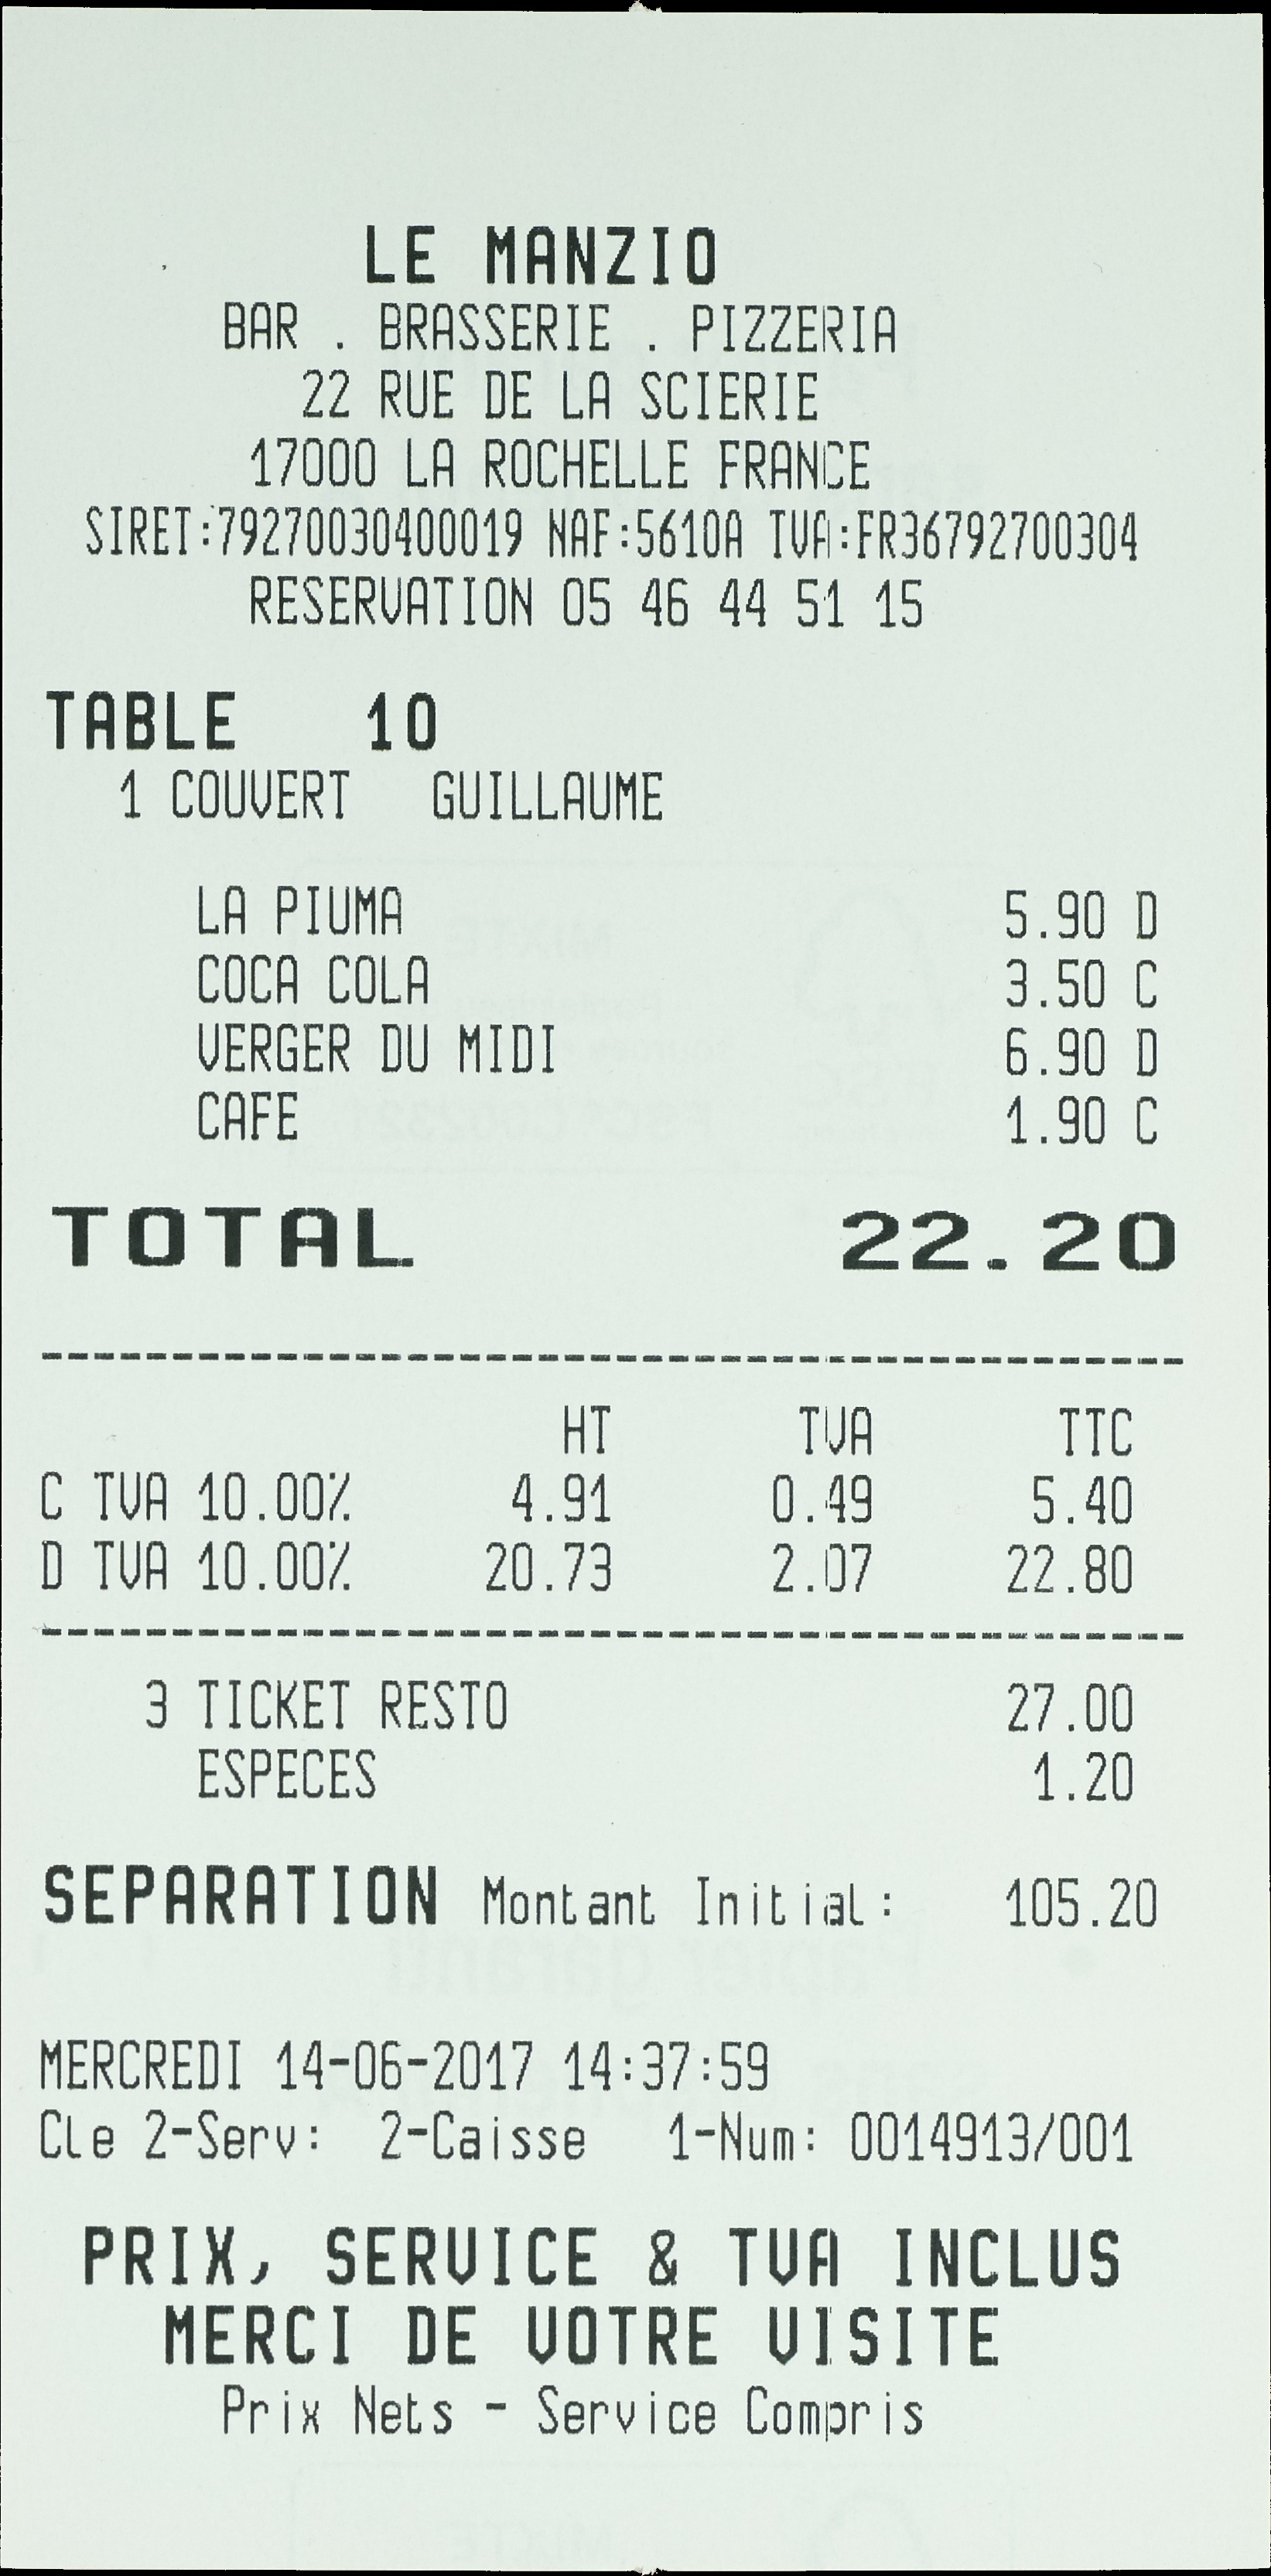 LE MANZIO
BAR . BRASSERIE . PIZZERIA
22 RUE DE LA SCIERIE
17000 LA ROCHELLE FRANCE
SIRET:79270030400019 NAF:5610A TVA:FR36792700304
RESERVATION 05 46 44 51 15
TABLE 10
1 COUVERT GUILLAUME
LA PIUMA 5.90 D
COCA COLA 3.50 C
VERGER DU MIDI 6.90 D
CAFE 1.90 C
TOTAL 22.20
--------------------------------------------
HT TVA TTC
C TVA 10.00% 4.91 0.49 5.40
D TVA 10.00% 20.73 2.07 22.80
--------------------------------------------
3 TICKET RESTO 27.00
ESPECES 1.20
SEPARATION Montant Initial: 105.20
MERCREDI 14-06-2017 14:37:59
Cle 2-Serv: 2-Caisse 1-Num: 0014913/001
PRIX, SERVICE & TVA INCLUS
MERCI DE VOTRE VISITE
Prix Nets - Service Compris